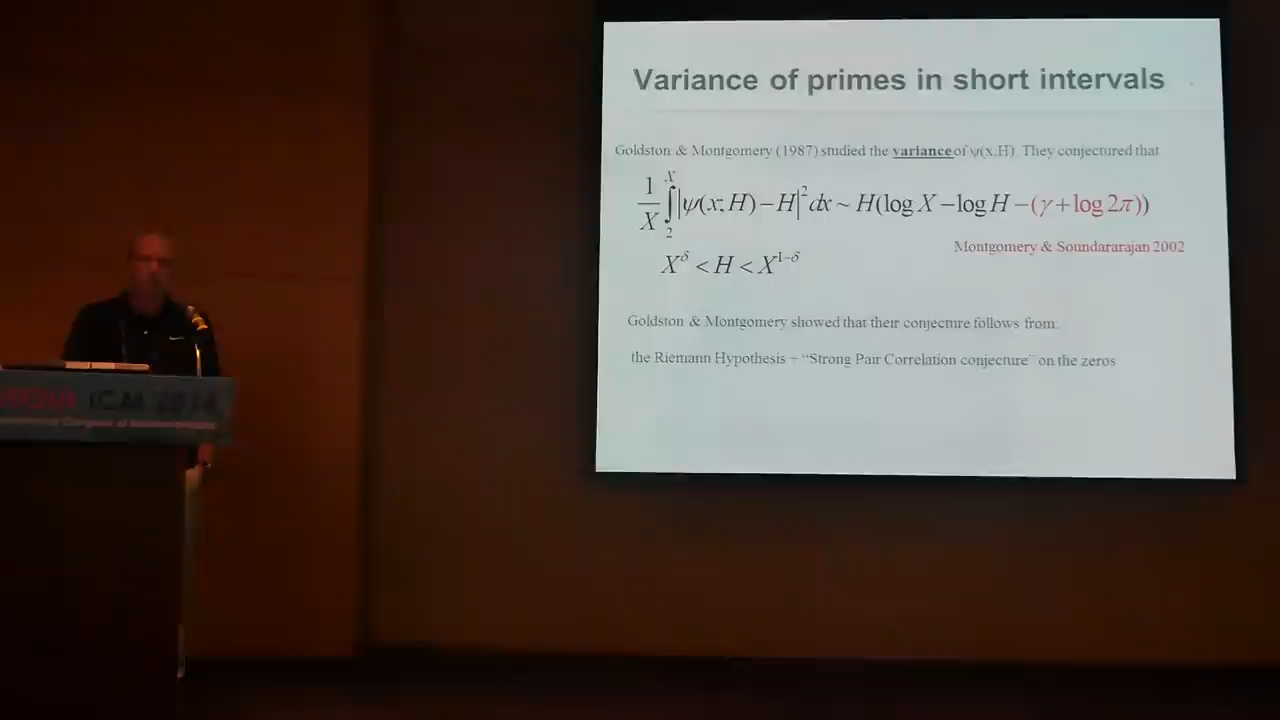 Variance of primes in short intervals
Goldston & Montgomery (1987) studied the variance of ψ(x,H). They conjectured that
1/X ∫₂^X |ψ(x;H) − H|² dx ~ H(log X − log H − (γ + log 2π))
Montgomery & Soundararajan 2002
X^δ < H < X^{1−δ}
Goldston & Montgomery showed that their conjecture follows from:
the Riemann Hypothesis + “Strong Pair Correlation conjecture” on the zeros
ICM 2014